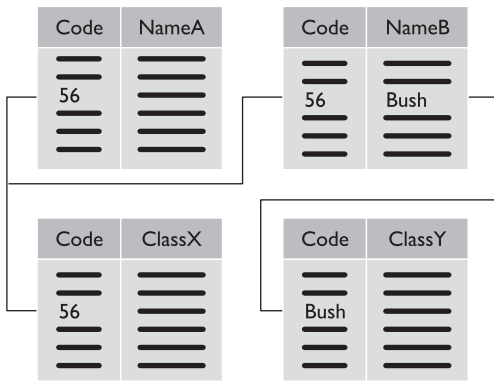 Code NameA
56
Code NameB
56 Bush
Code ClassX
56
Code ClassY
Bush